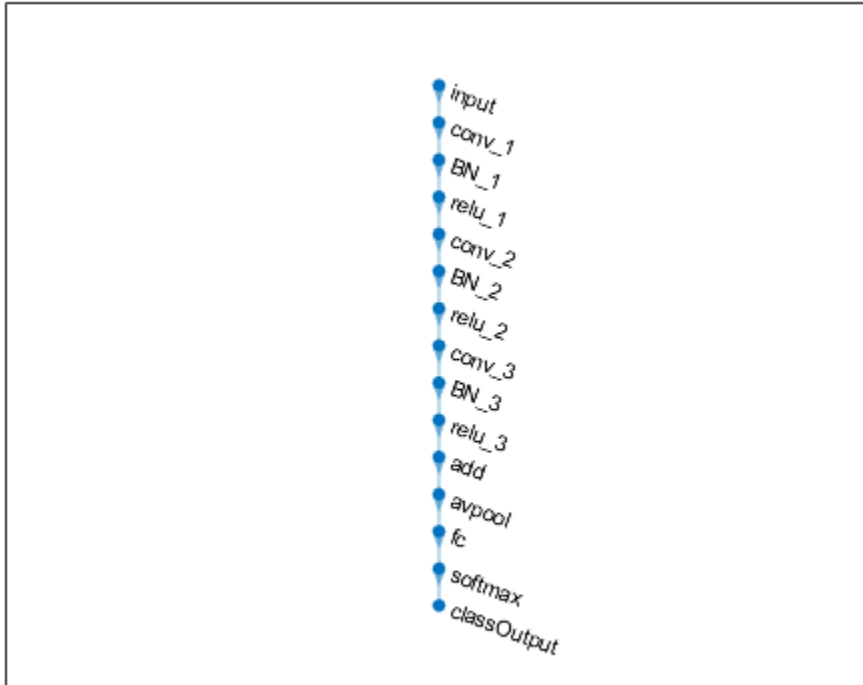 input
conv_1
BN_1
relu_1
conv_2
BN_2
relu_2
conv_3
BN_3
relu_3
add
avpool
fc
softmax
classOutput